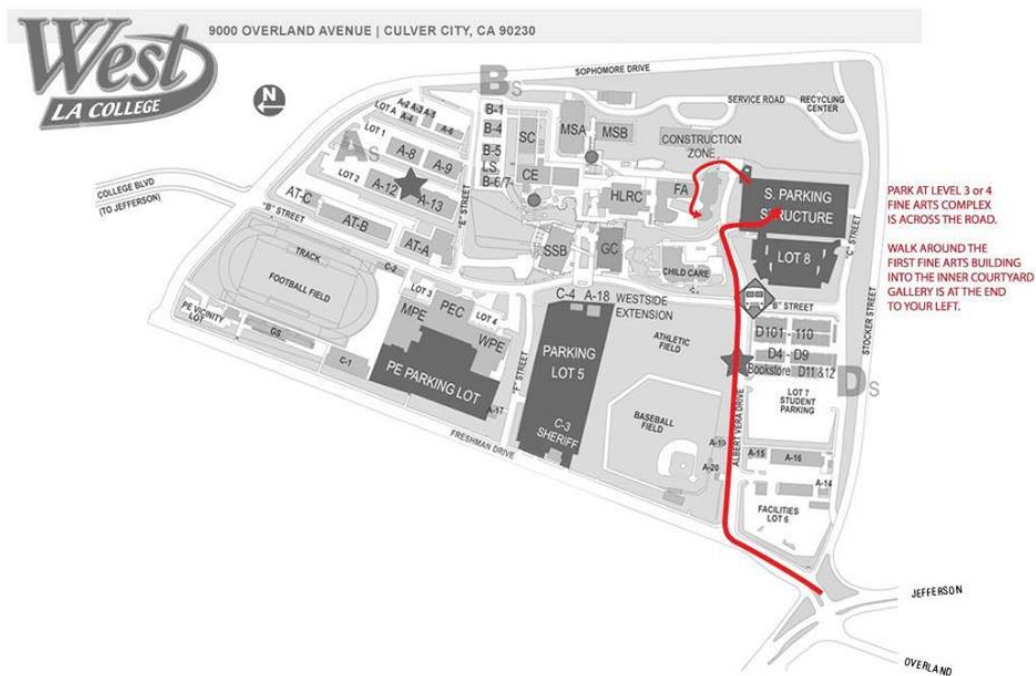 West
LA COLLEGE
9000 OVERLAND AVENUE | CULVER CITY, CA 90230
N
SOPHOMORE DRIVE
SERVICE ROAD
RECYCLING
CENTER
CONSTRUCTION
ZONE
COLLEGE BLVD
(TO JEFFERSON)
As
Bs
Ds
LOT A
A-2
A-3
A-5
A-4
A-6
LOT 1
A-8
A-9
LOT 2
A-12
A-13
AT-C
AT-B
AT-A
"B" STREET
"E" STREET
B-1
B-4
B-5
LS
B-6/7
SC
CE
MSA
MSB
HLRC
FA
SSB
GC
CHILD CARE
S. PARKING
STRUCTURE
LOT 8
"C" STREET
STOCKER STREET
PARK AT LEVEL 3 or 4
FINE ARTS COMPLEX
IS ACROSS THE ROAD.
WALK AROUND THE
FIRST FINE ARTS BUILDING
INTO THE INNER COURTYARD
GALLERY IS AT THE END
TO YOUR LEFT.
TRACK
FOOTBALL FIELD
C-2
LOT 3
PE VICINITY
LOT
GS
C-1
MPE
PEC
LOT 4
WPE
PE PARKING LOT
A-17
"F" STREET
FRESHMAN DRIVE
C-4
A-18
WESTSIDE
EXTENSION
PARKING
LOT 5
C-3
SHERIFF
ATHLETIC
FIELD
BASEBALL
FIELD
A-19
A-20
ALBERT VERA DRIVE
"B" STREET
D101 - 110
D4 - D9
Bookstore D11 &12
LOT 7
STUDENT
PARKING
A-15
A-16
A-14
FACILITIES
LOT 6
JEFFERSON
OVERLAND